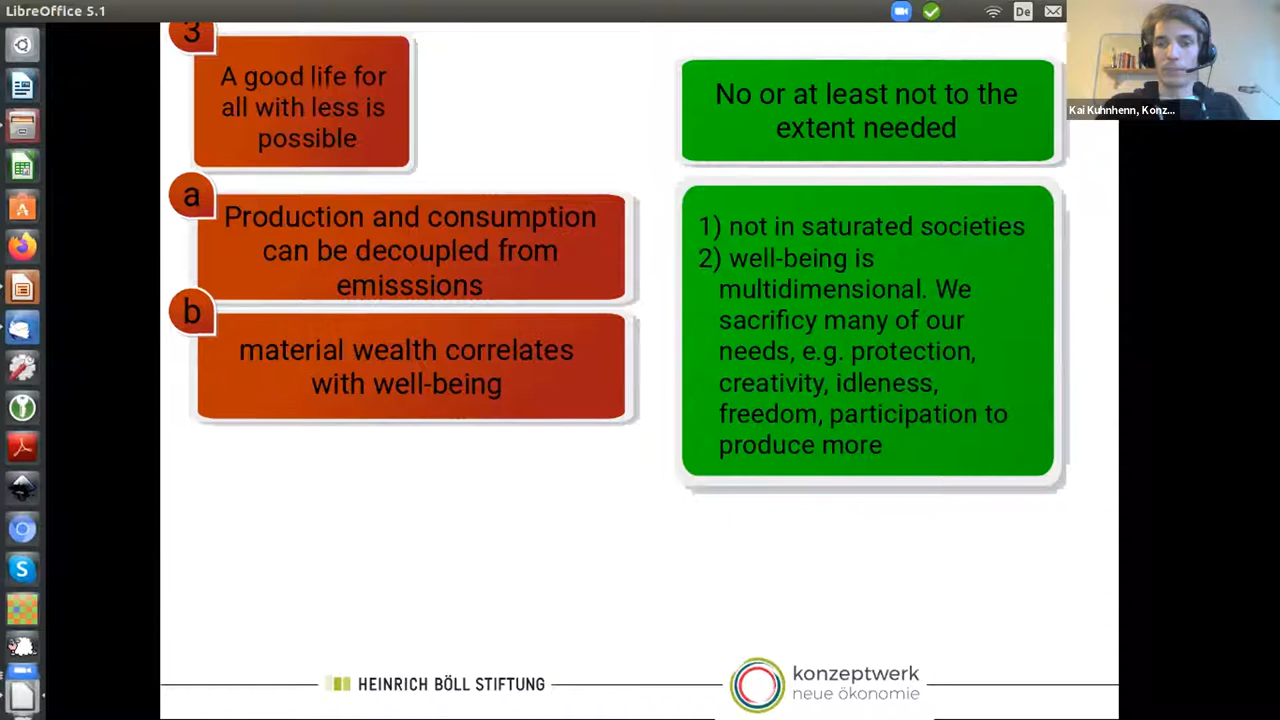 LibreOffice 5.1
De
Kai Kuhnhenn, Konz...
3
A good life for
all with less is
possible
No or at least not to the
extent needed
a
Production and consumption
can be decoupled from
emisssions
b
material wealth correlates
with well-being
1) not in saturated societies
2) well-being is
multidimensional. We
sacrificy many of our
needs, e.g. protection,
creativity, idleness,
freedom, participation to
produce more
HEINRICH BÖLL STIFTUNG
konzeptwerk
neue ökonomie